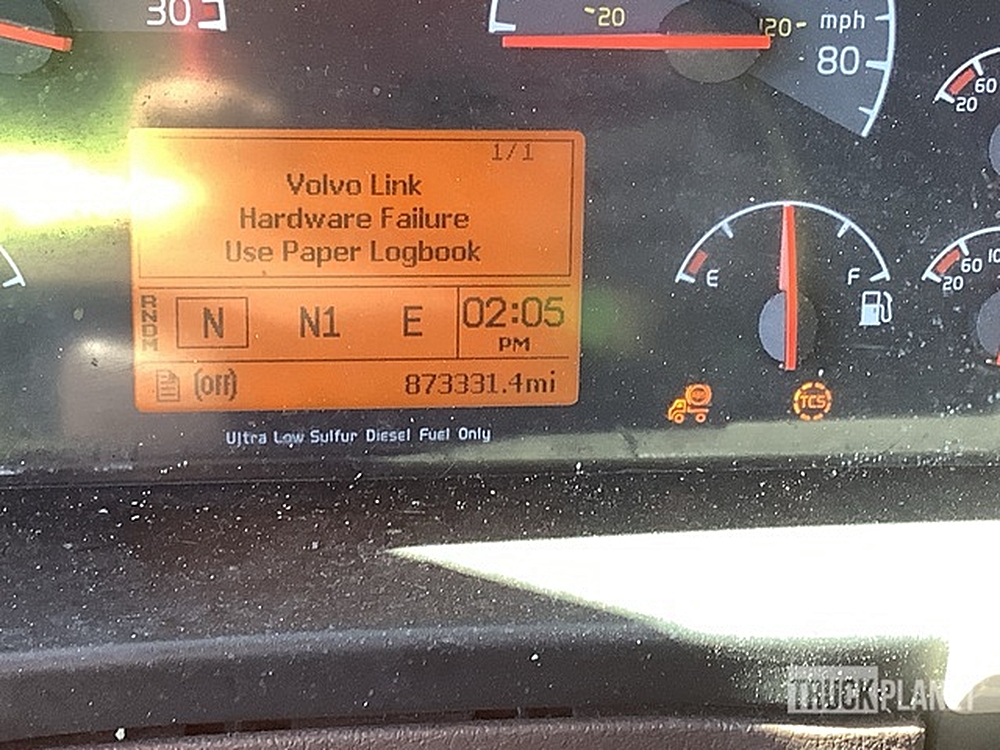 30
20
120
mph
80
60
20
1/1
Volvo Link
Hardware Failure
Use Paper Logbook
E
F
60
20
RNDM
N
N1
E
02:05
PM
(Off)
873331.4mi
TCS
Ultra Low Sulfur Diesel Fuel Only
TRUCKPLANET